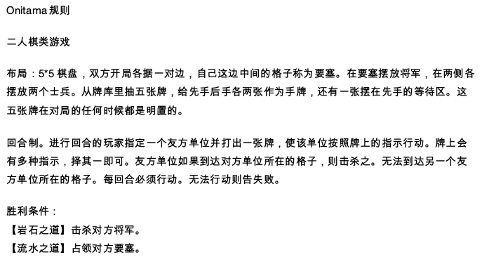 Onitama 规则
二人棋类游戏
布局：5*5 棋盘，双方开局各据一对边，自己这边中间的格子称为要塞。在要塞摆放将军，在两侧各
摆放两个士兵。从牌库里抽五张牌，给先手后手各两张作为手牌，还有一张摆在先手的等待区。这
五张牌在对局的任何时候都是明置的。
回合制。进行回合的玩家指定一个友方单位并打出一张牌，使该单位按照牌上的指示行动。牌上会
有多种指示，择其一即可。友方单位如果到达对方单位所在的格子，则击杀之。无法到达另一个友
方单位所在的格子。每回合必须行动。无法行动则告失败。
胜利条件：
【岩石之道】击杀对方将军。
【流水之道】占领对方要塞。